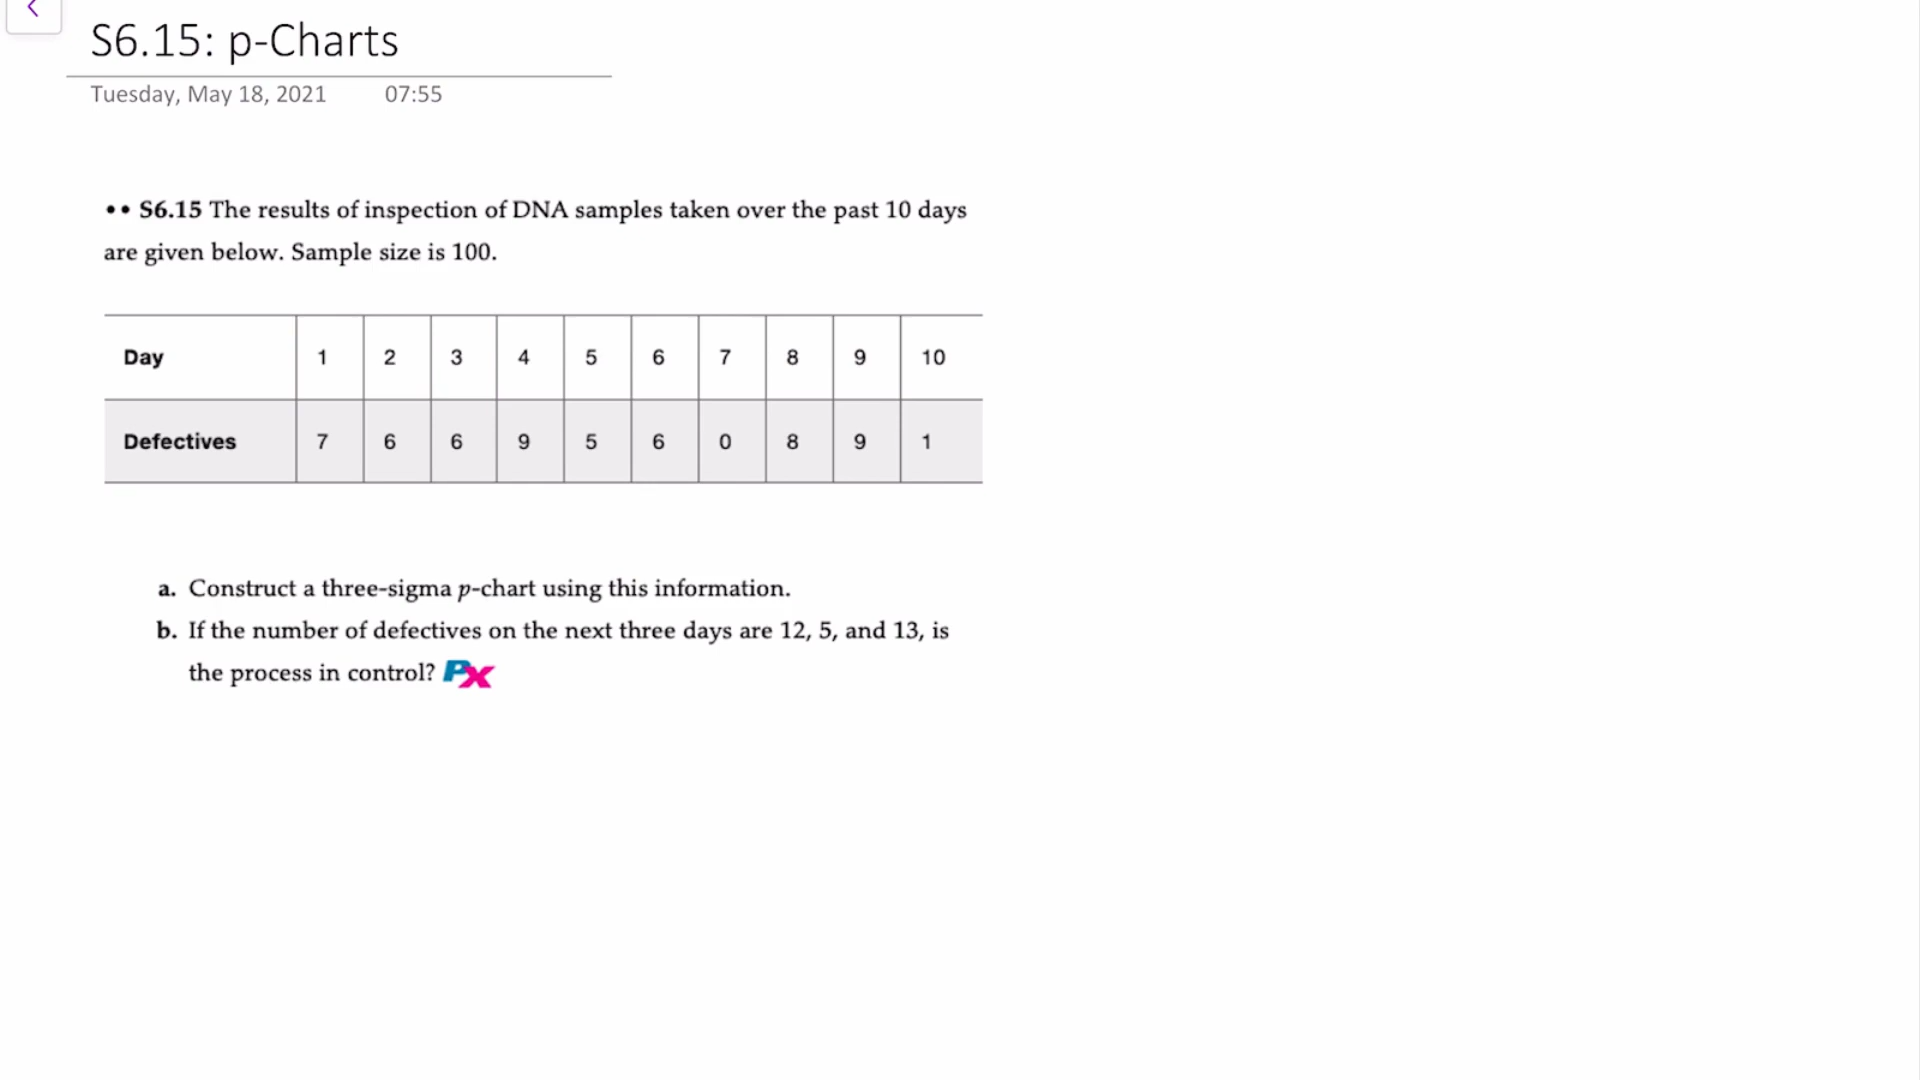 S6.15: p-Charts
Tuesday, May 18, 2021 07:55
•• S6.15 The results of inspection of DNA samples taken over the past 10 days
are given below. Sample size is 100.
Day 1 2 3 4 5 6 7 8 9 10
Defectives 7 6 6 9 5 6 0 8 9 1
a. Construct a three-sigma p-chart using this information.
b. If the number of defectives on the next three days are 12, 5, and 13, is
the process in control? PX